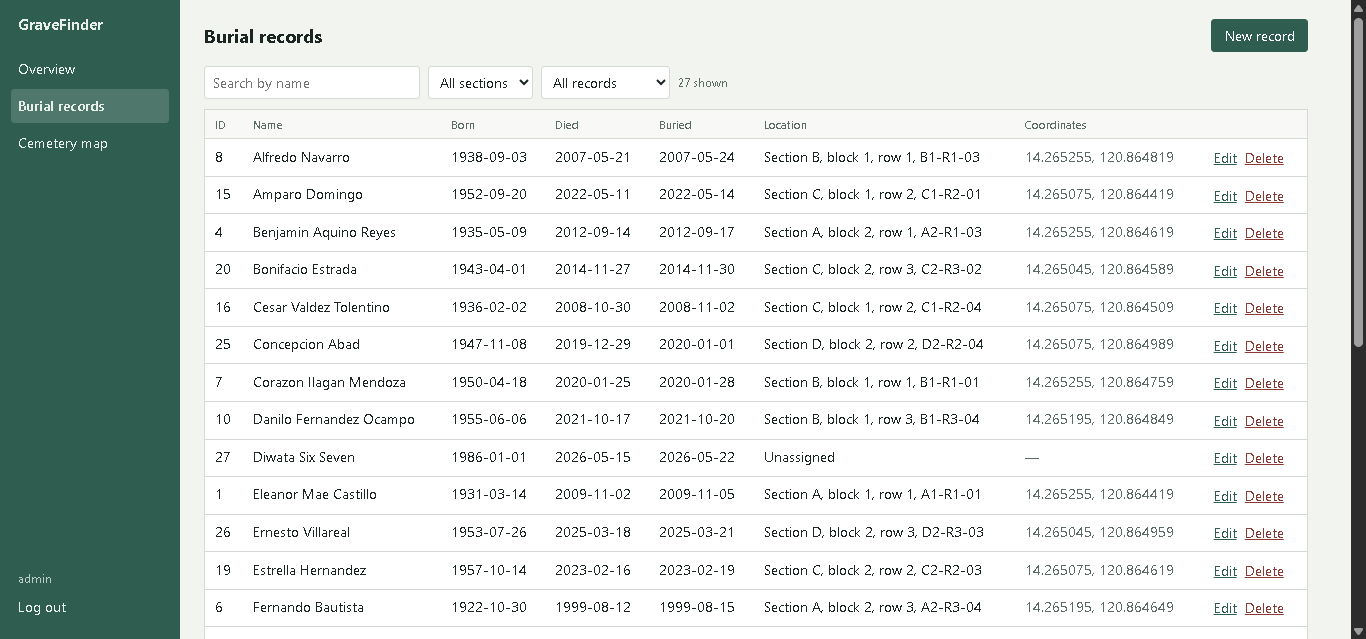 GraveFinder
Overview
Burial records
Cemetery map
admin
Log out
Burial records
New record
Search by name All sections All records 27 shown
ID Name Born Died Buried Location Coordinates
8 Alfredo Navarro 1938-09-03 2007-05-21 2007-05-24 Section B, block 1, row 1, B1-R1-03 14.265255, 120.864819 Edit Delete
15 Amparo Domingo 1952-09-20 2022-05-11 2022-05-14 Section C, block 1, row 2, C1-R2-01 14.265075, 120.864419 Edit Delete
4 Benjamin Aquino Reyes 1935-05-09 2012-09-14 2012-09-17 Section A, block 2, row 1, A2-R1-03 14.265255, 120.864619 Edit Delete
20 Bonifacio Estrada 1943-04-01 2014-11-27 2014-11-30 Section C, block 2, row 3, C2-R3-02 14.265045, 120.864589 Edit Delete
16 Cesar Valdez Tolentino 1936-02-02 2008-10-30 2008-11-02 Section C, block 1, row 2, C1-R2-04 14.265075, 120.864509 Edit Delete
25 Concepcion Abad 1947-11-08 2019-12-29 2020-01-01 Section D, block 2, row 2, D2-R2-04 14.265075, 120.864989 Edit Delete
7 Corazon Ilagan Mendoza 1950-04-18 2020-01-25 2020-01-28 Section B, block 1, row 1, B1-R1-01 14.265255, 120.864759 Edit Delete
10 Danilo Fernandez Ocampo 1955-06-06 2021-10-17 2021-10-20 Section B, block 1, row 3, B1-R3-04 14.265195, 120.864849 Edit Delete
27 Diwata Six Seven 1986-01-01 2026-05-15 2026-05-22 Unassigned — Edit Delete
1 Eleanor Mae Castillo 1931-03-14 2009-11-02 2009-11-05 Section A, block 1, row 1, A1-R1-01 14.265255, 120.864419 Edit Delete
26 Ernesto Villareal 1953-07-26 2025-03-18 2025-03-21 Section D, block 2, row 3, D2-R3-03 14.265045, 120.864959 Edit Delete
19 Estrella Hernandez 1957-10-14 2023-02-16 2023-02-19 Section C, block 2, row 2, C2-R2-03 14.265075, 120.864619 Edit Delete
6 Fernando Bautista 1922-10-30 1999-08-12 1999-08-15 Section A, block 2, row 3, A2-R3-04 14.265195, 120.864649 Edit Delete